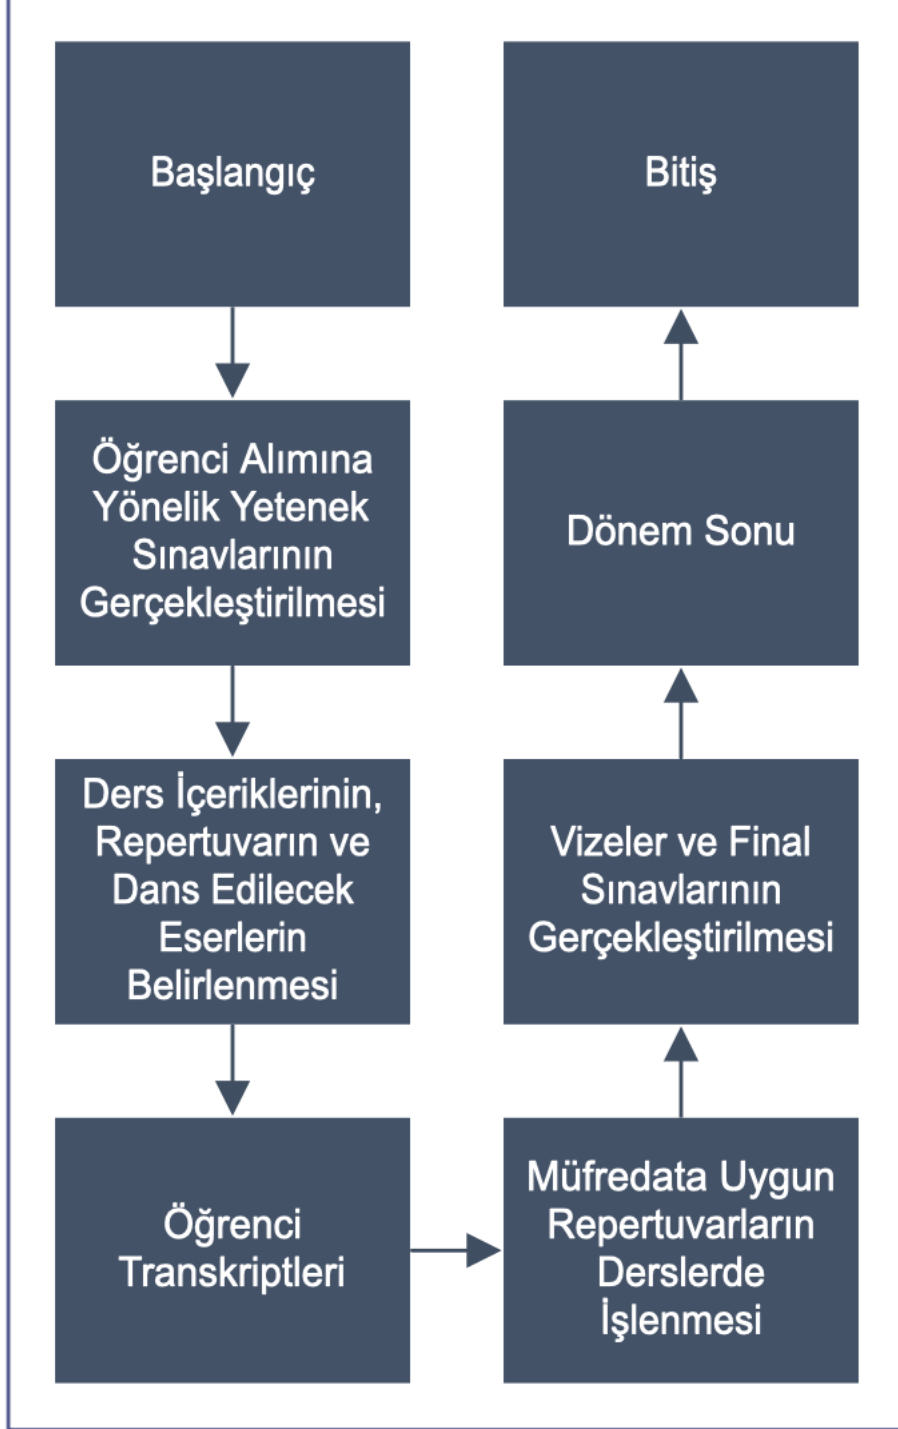 Başlangıç
Öğrenci Alımına
Yönelik Yetenek
Sınavlarının
Gerçekleştirilmesi
Ders İçeriklerinin,
Repertuvarın ve
Dans Edilecek
Eserlerin
Belirlenmesi
Öğrenci
Transkriptleri
Müfredata Uygun
Repertuvarların
Derslerde
İşlenmesi
Vizeler ve Final
Sınavlarının
Gerçekleştirilmesi
Dönem Sonu
Bitiş